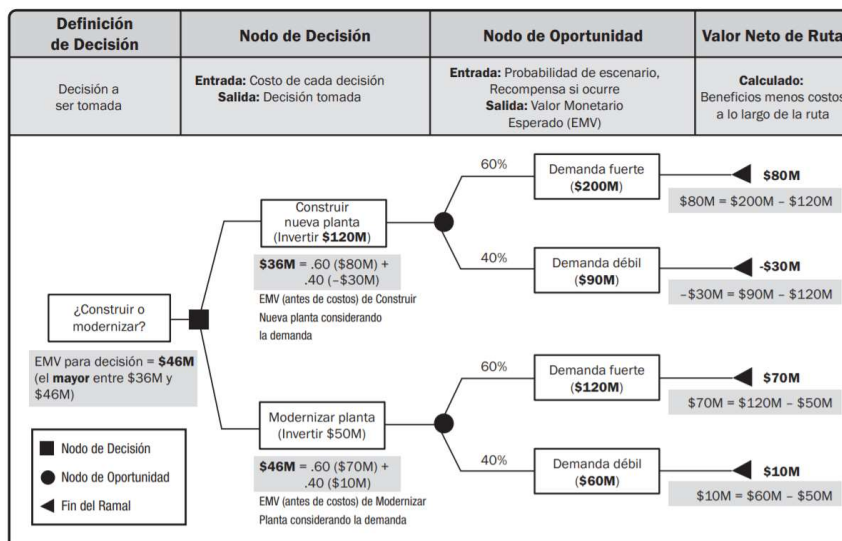 Definición
de Decisión
Nodo de Decisión
Nodo de Oportunidad
Valor Neto de Ruta
Decisión a
ser tomada
Entrada: Costo de cada decisión
Salida: Decisión tomada
Entrada: Probabilidad de escenario,
Recompensa si ocurre
Salida: Valor Monetario
Esperado (EMV)
Calculado:
Beneficios menos costos
a lo largo de la ruta
¿Construir o
modernizar?
EMV para decisión = $46M
(el mayor entre $36M y
$46M)
Construir
nueva planta
(Invertir $120M)
$36M = .60 ($80M) +
.40 (–$30M)
EMV (antes de costos) de Construir
Nueva planta considerando
la demanda
60%
Demanda fuerte
($200M)
$80M
$80M = $200M – $120M
40%
Demanda débil
($90M)
-$30M
–$30M = $90M – $120M
Modernizar planta
(Invertir $50M)
$46M = .60 ($70M) +
.40 ($10M)
EMV (antes de costos) de Modernizar
Planta considerando la demanda
60%
Demanda fuerte
($120M)
$70M
$70M = $120M – $50M
40%
Demanda débil
($60M)
$10M
$10M = $60M – $50M
Nodo de Decisión
Nodo de Oportunidad
Fin del Ramal